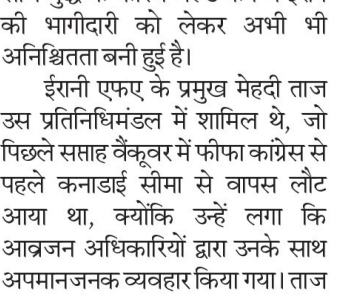 की भागीदारी को लेकर अभी भी
अनिश्चितता बनी हुई है।
ईरानी एफए के प्रमुख मेहदी ताज
उस प्रतिनिधिमंडल में शामिल थे, जो
पिछले सप्ताह वैंकूवर में फीफा कांग्रेस से
पहले कनाडाई सीमा से वापस लौट
आया था, क्योंकि उन्हें लगा कि
आव्रजन अधिकारियों द्वारा उनके साथ
अपमानजनक व्यवहार किया गया। ताज